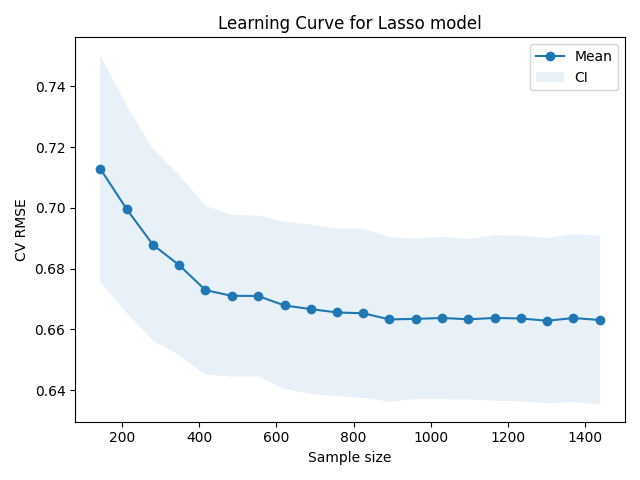 Learning Curve for Lasso model
Mean
CI
CV RMSE
0.74
0.72
0.70
0.68
0.66
0.64
200 400 600 800 1000 1200 1400
Sample size